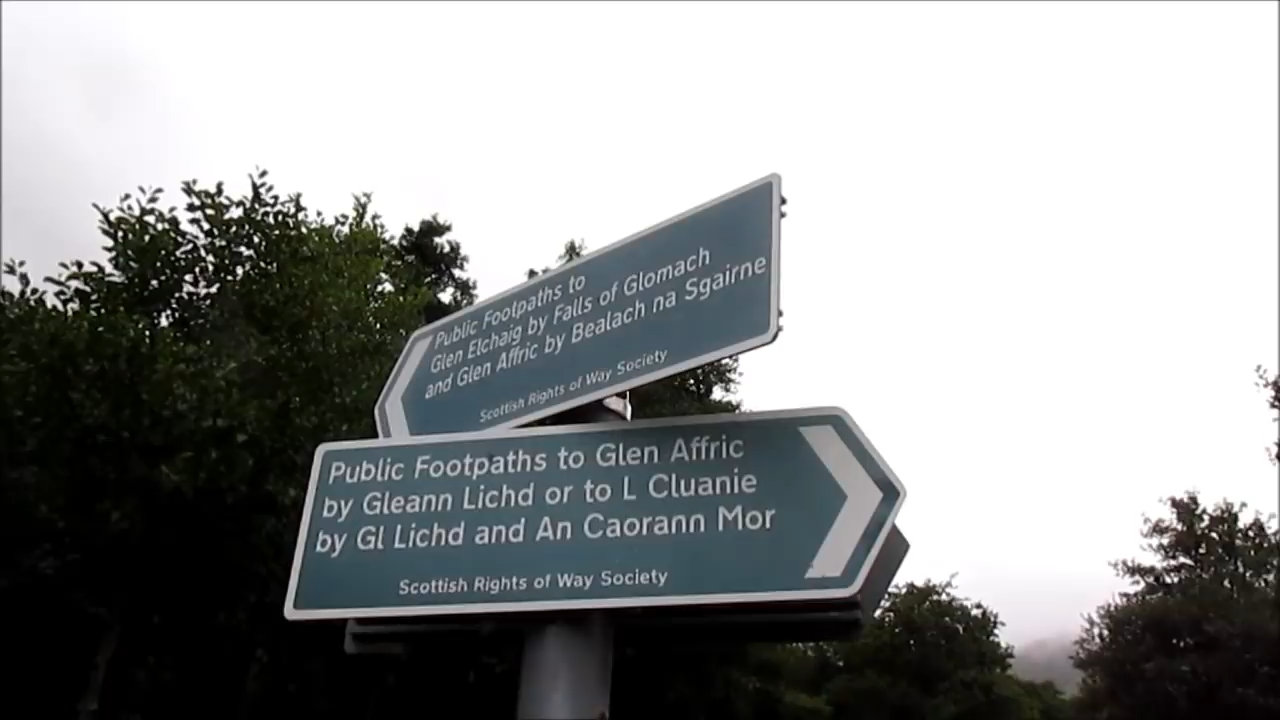 Public Footpaths to
Glen Elchaig by Falls of Glomach
and Glen Affric by Bealach na Sgairne
Scottish Rights of Way Society
Public Footpaths to Glen Affric
by Gleann Lichd or to L Cluanie
by Gl Lichd and An Caorann Mor
Scottish Rights of Way Society